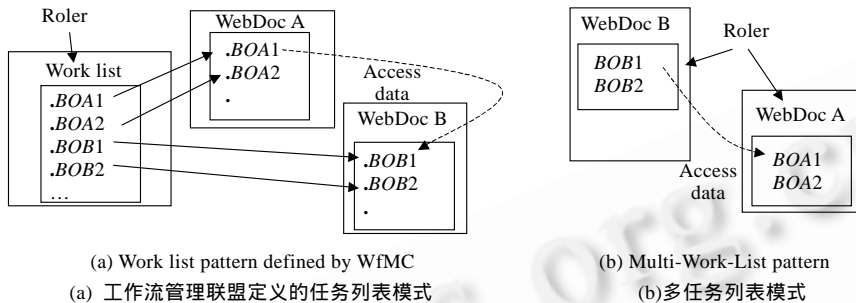 Roler
Work list
.BOA1
.BOA2
.BOB1
.BOB2
...
WebDoc A
.BOA1
.BOA2
.
Access
data
WebDoc B
.BOB1
.BOB2
.
(a) Work list pattern defined by WfMC
(a) 工作流管理联盟定义的任务列表模式
WebDoc B
BOB1
BOB2
Roler
WebDoc A
BOA1
BOA2
Access
data
(b) Multi-Work-List pattern
(b)多任务列表模式